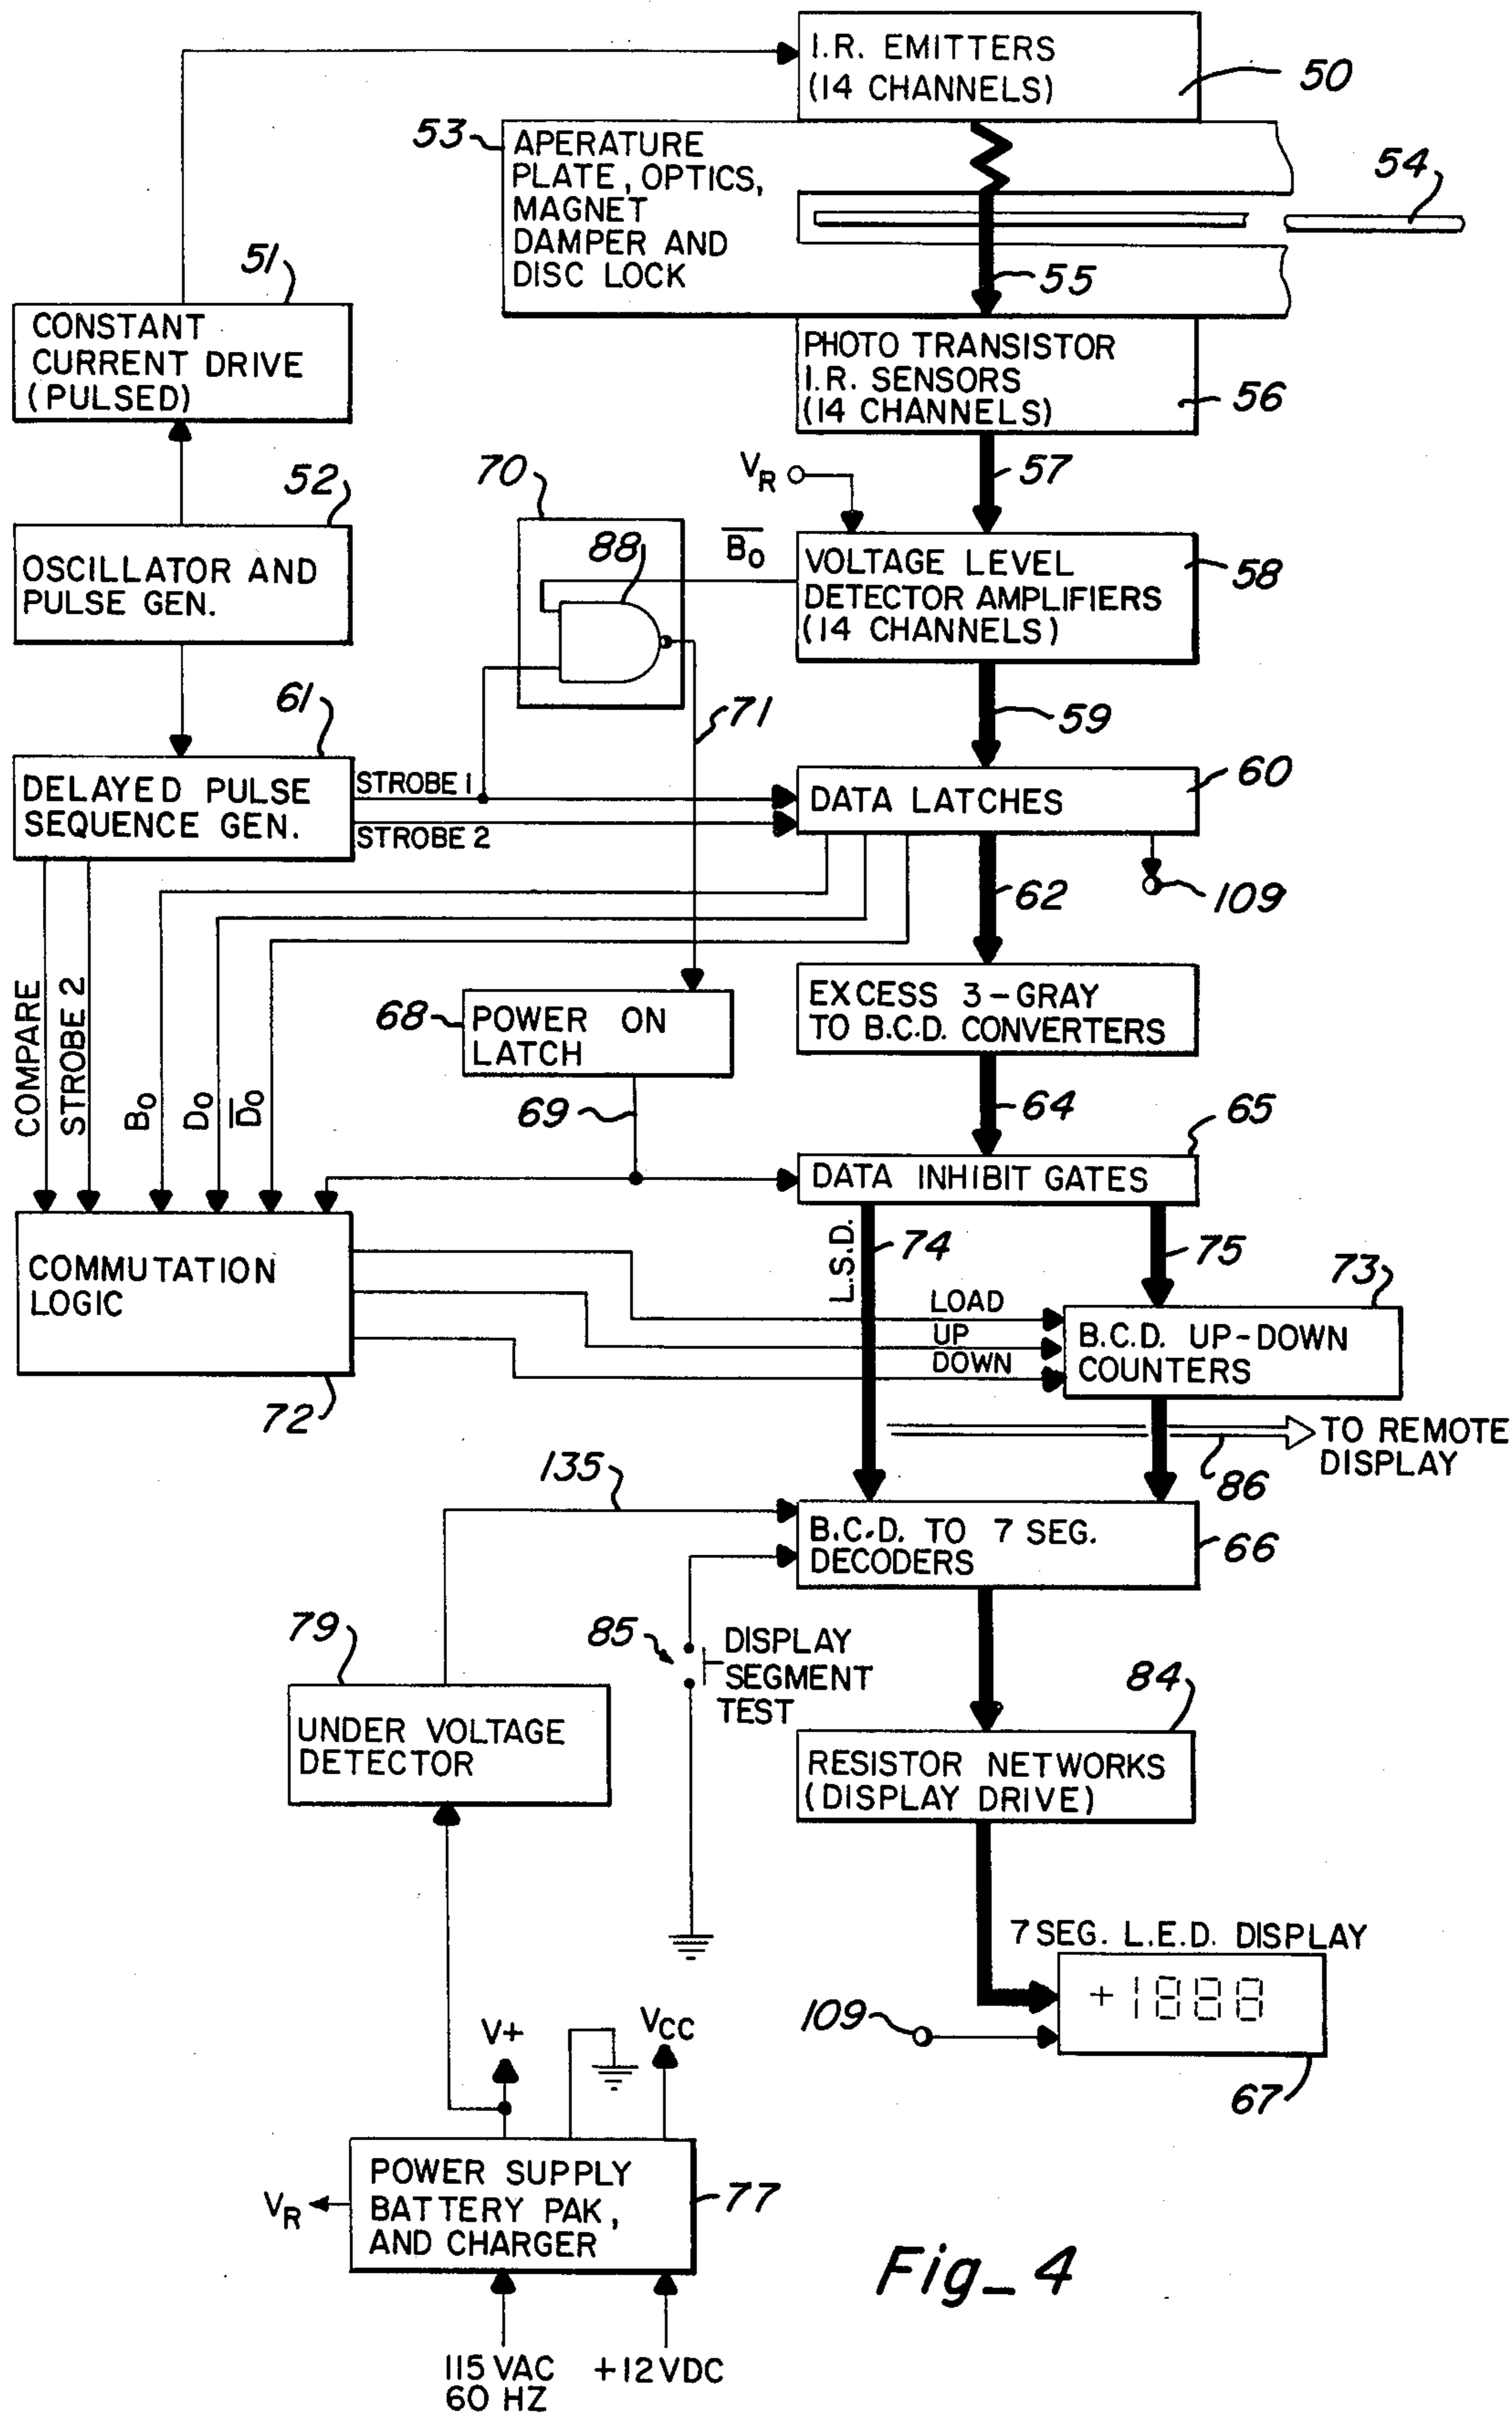 I.R. EMITTERS
(14 CHANNELS)
50
53
APERATURE
PLATE, OPTICS,
MAGNET
DAMPER AND
DISC LOCK
54
55
51
CONSTANT
CURRENT DRIVE
(PULSED)
PHOTO TRANSISTOR
I.R. SENSORS
(14 CHANNELS)
56
52
OSCILLATOR AND
PULSE GEN.
70
88
VR
57
B0
VOLTAGE LEVEL
DETECTOR AMPLIFIERS
(14 CHANNELS)
58
59
71
61
DELAYED PULSE
SEQUENCE GEN.
STROBE 1
STROBE 2
DATA LATCHES
60
62
109
COMPARE
STROBE 2
B0
D0
D0
68
POWER ON
LATCH
69
EXCESS 3-GRAY
TO B.C.D. CONVERTERS
64
65
DATA INHIBIT GATES
L.S.D.
74
75
73
COMMUTATION
LOGIC
72
LOAD
UP
DOWN
B.C.D. UP-DOWN
COUNTERS
TO REMOTE
DISPLAY
86
135
B.C.D. TO 7 SEG.
DECODERS
66
79
UNDER VOLTAGE
DETECTOR
85
DISPLAY
SEGMENT
TEST
84
RESISTOR NETWORKS
(DISPLAY DRIVE)
7 SEG. L.E.D. DISPLAY
+1888
109
67
V+
VCC
VR
POWER SUPPLY
BATTERY PAK,
AND CHARGER
77
115 VAC
60 HZ
+12VDC
Fig_4